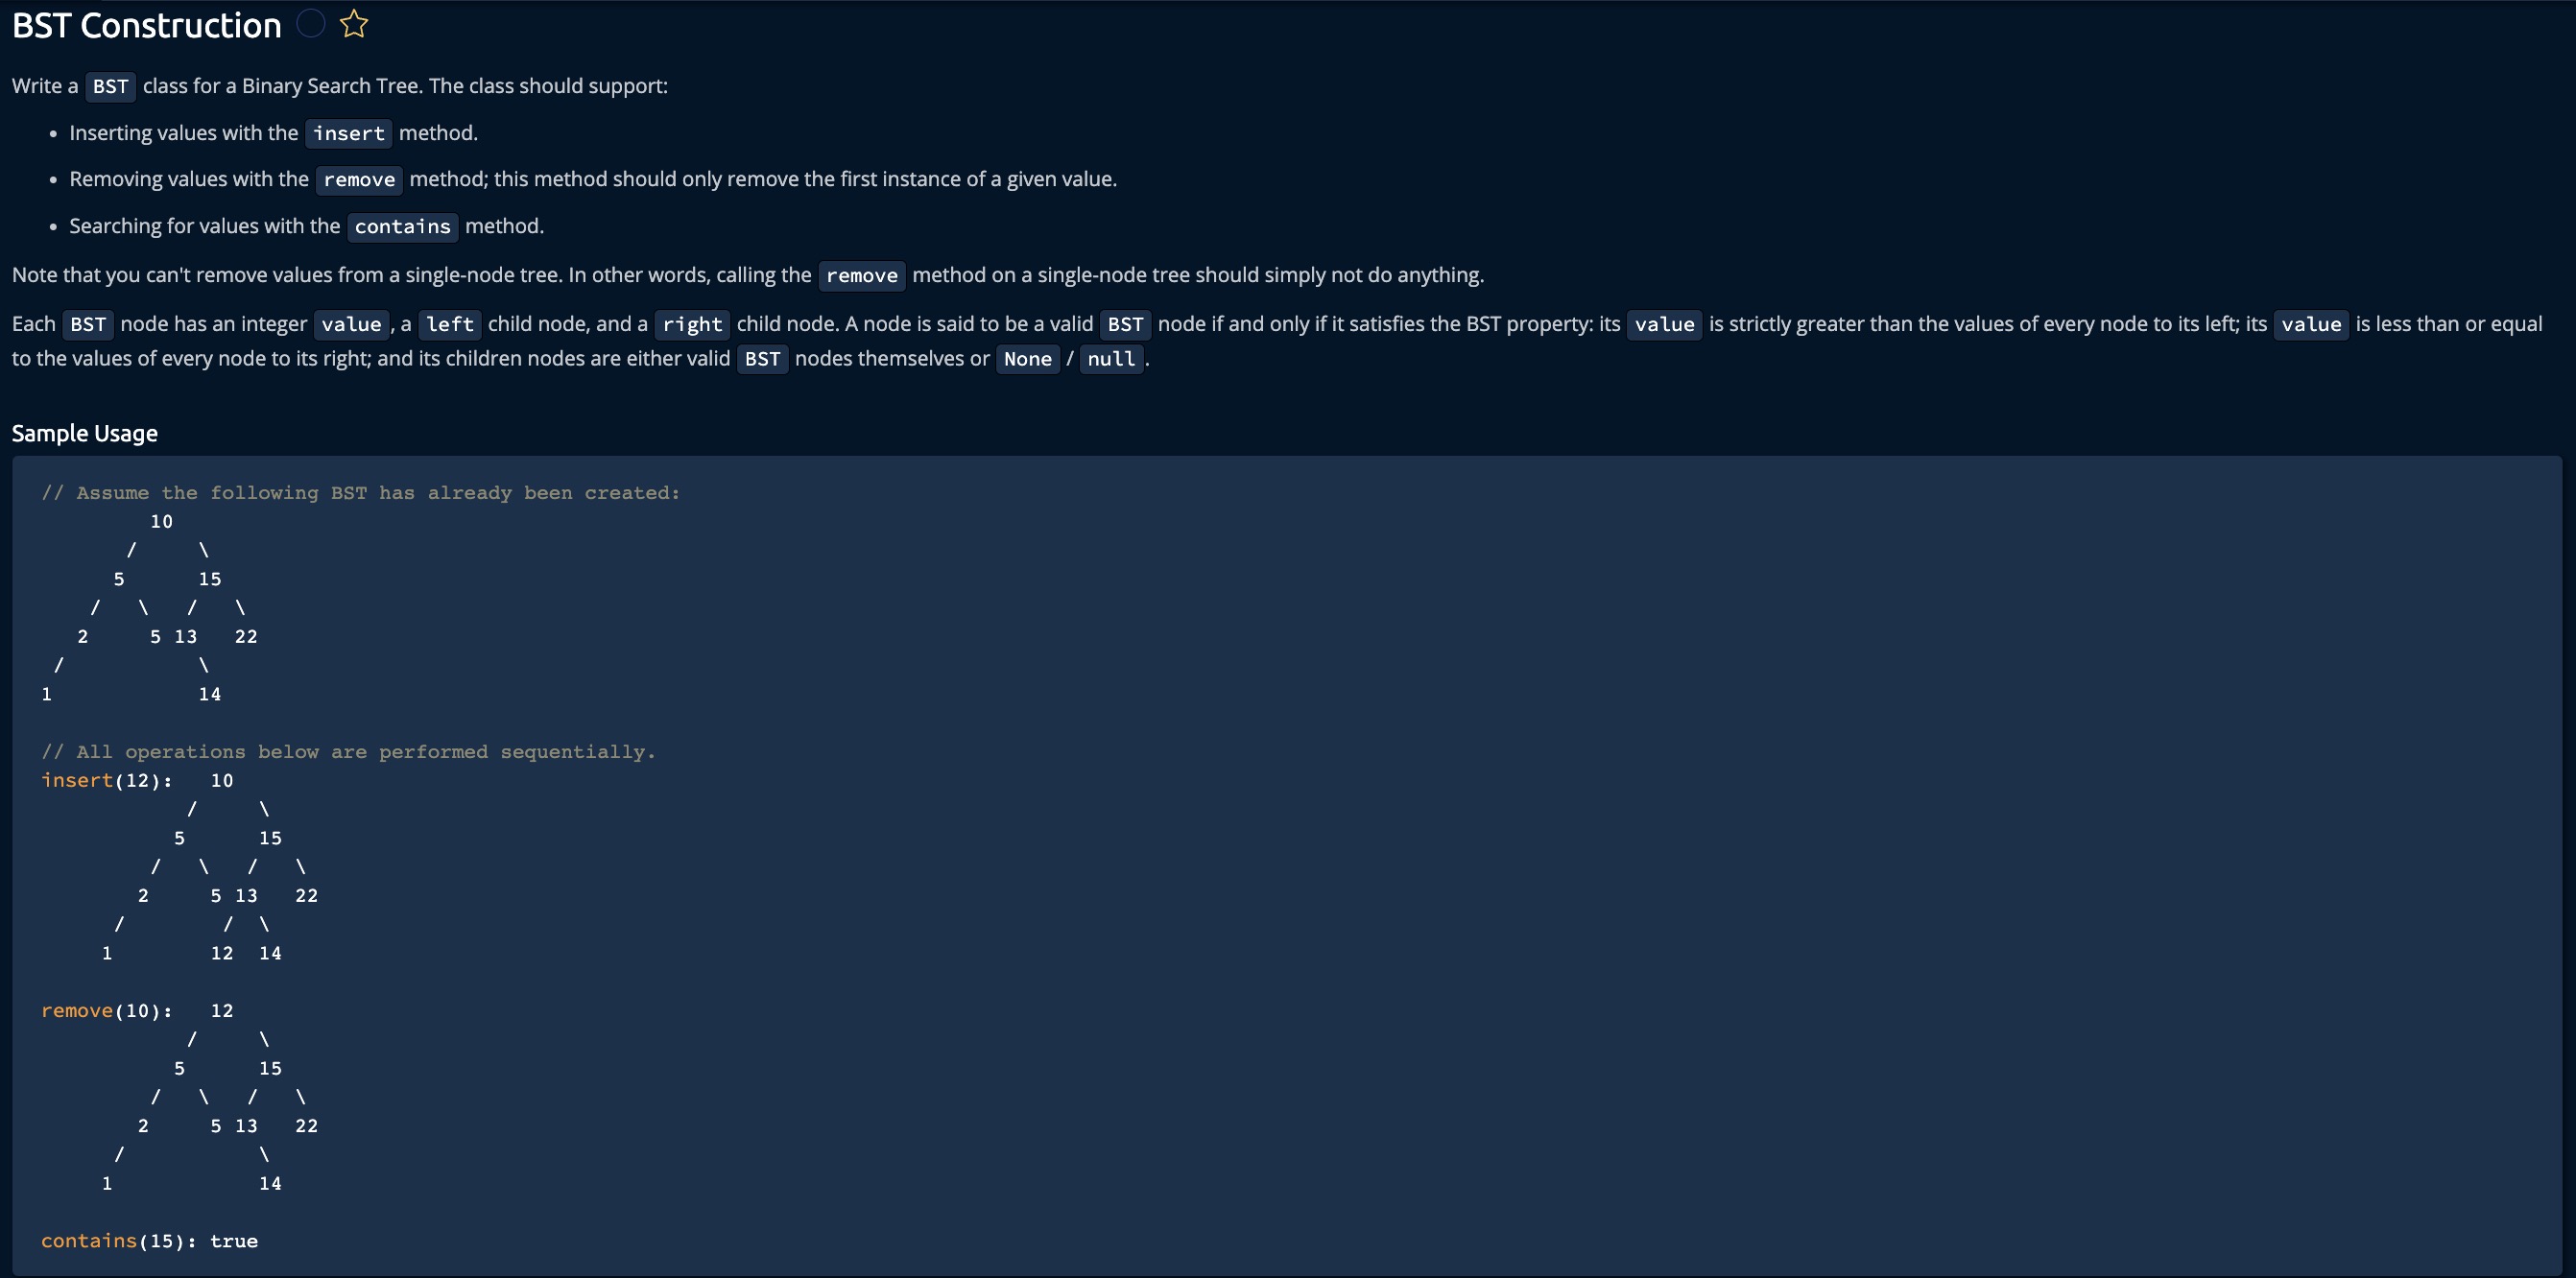 BST Construction
Write a BST class for a Binary Search Tree. The class should support:
• Inserting values with the insert method.
• Removing values with the remove method; this method should only remove the first instance of a given value.
• Searching for values with the contains method.
Note that you can't remove values from a single-node tree. In other words, calling the remove method on a single-node tree should simply not do anything.
Each BST node has an integer value, a left child node, and a right child node. A node is said to be a valid BST node if and only if it satisfies the BST property: its value is strictly greater than the values of every node to its left; its value is less than or equal
to the values of every node to its right; and its children nodes are either valid BST nodes themselves or None / null.
Sample Usage
// Assume the following BST has already been created:
         10
       /     \
      5      15
    /   \   /   \
   2     5 13   22
 /           \
1            14
// All operations below are performed sequentially.
insert(12):   10
            /     \
           5      15
         /   \   /   \
        2     5 13   22
      /        /  \
     1        12  14
remove(10):   12
            /     \
           5      15
         /   \   /   \
        2     5 13   22
      /           \
     1            14
contains(15): true